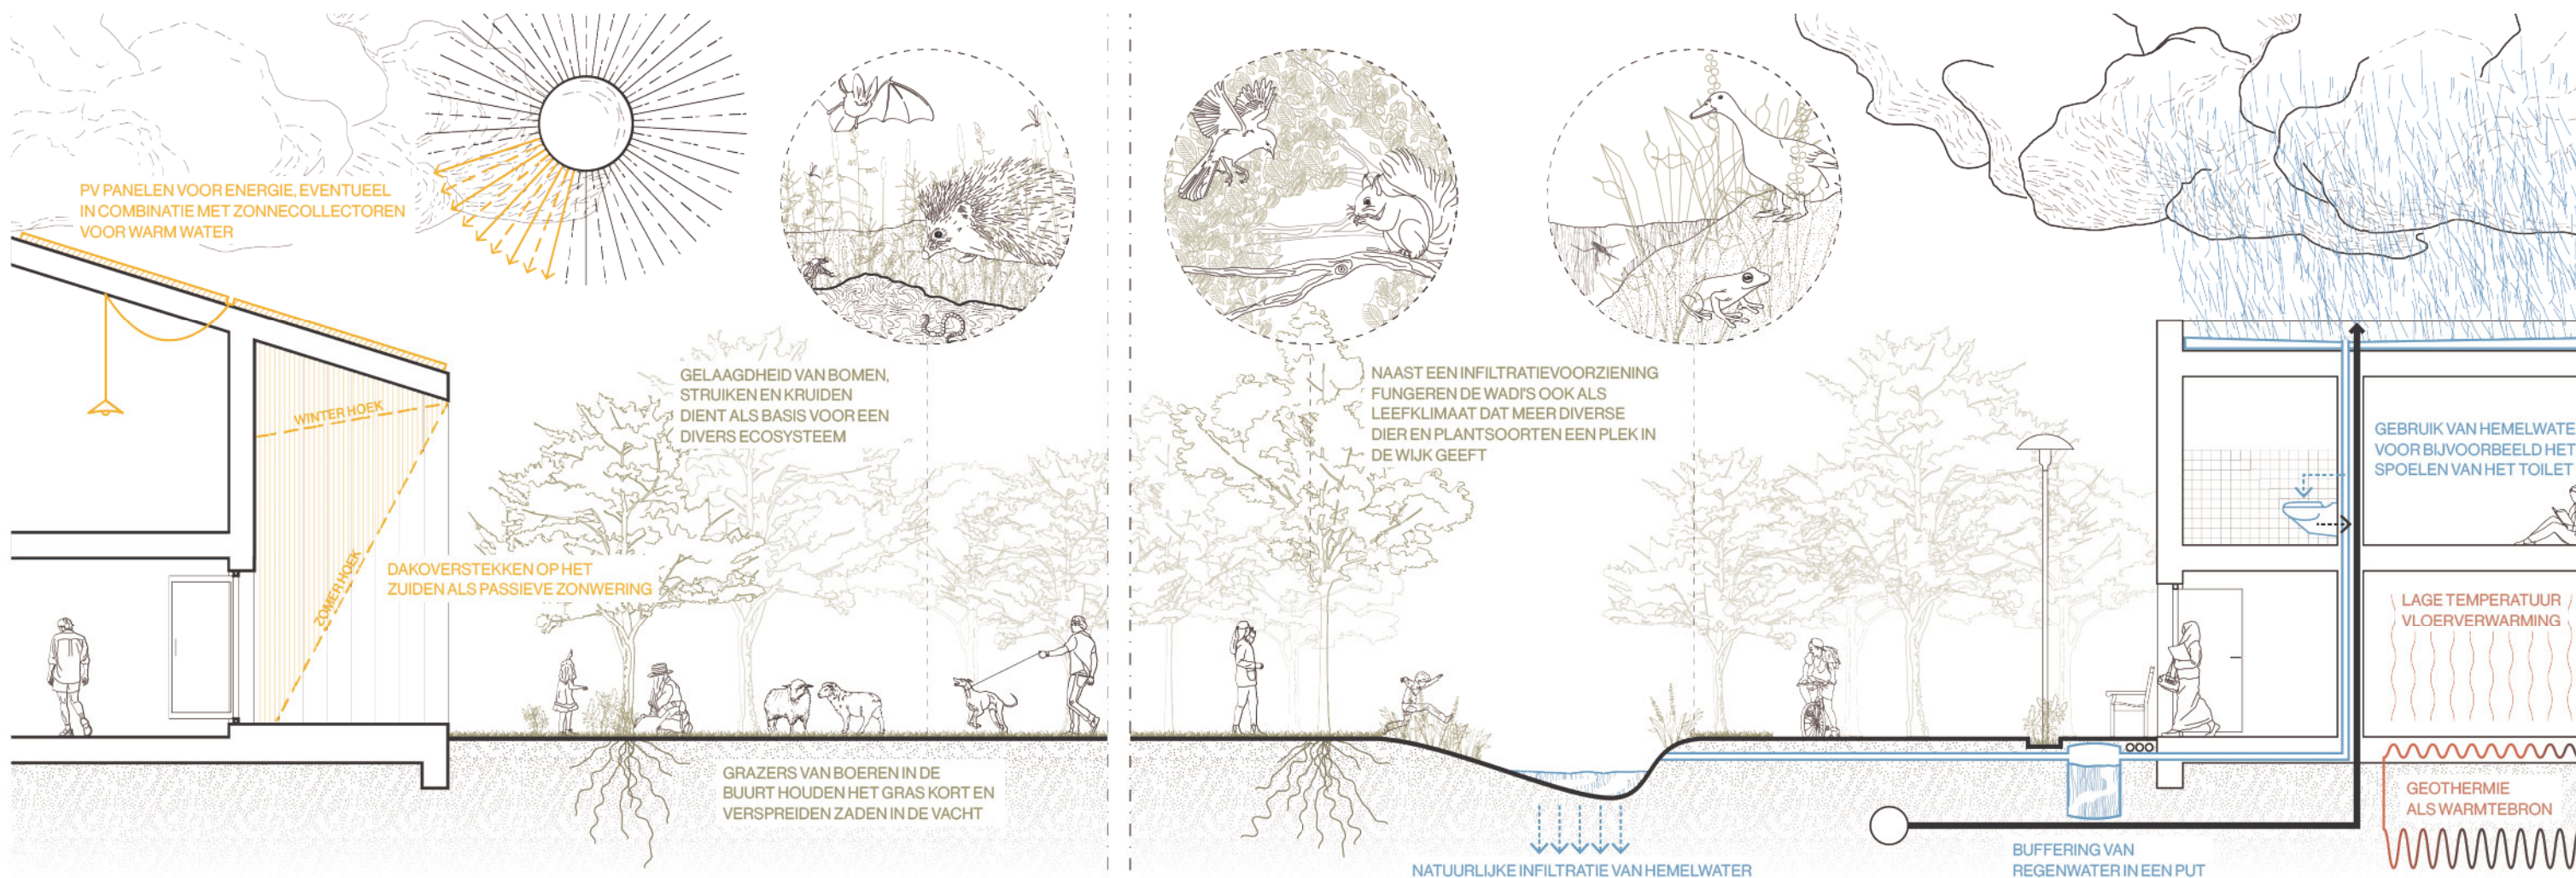 PV PANELEN VOOR ENERGIE, EVENTUEEL
IN COMBINATIE MET ZONNECOLLECTOREN
VOOR WARM WATER
WINTER HOEK
ZOMER HOEK
DAKOVERSTEKKEN OP HET
ZUIDEN ALS PASSIEVE ZONWERING
GELAAGDHEID VAN BOMEN,
STRUIKEN EN KRUIDEN
DIENT ALS BASIS VOOR EEN
DIVERS ECOSYSTEEM
GRAZERS VAN BOEREN IN DE
BUURT HOUDEN HET GRAS KORT EN
VERSPREIDEN ZADEN IN DE VACHT
NAAST EEN INFILTRATIEVOORZIENING
FUNGEREN DE WADI'S OOK ALS
LEEFKLIMAAT DAT MEER DIVERSE
DIER EN PLANTSOORTEN EEN PLEK IN
DE WIJK GEEFT
NATUURLIJKE INFILTRATIE VAN HEMELWATER
GEBRUIK VAN HEMELWATE
VOOR BIJVOORBEELD HET
SPOELEN VAN HET TOILET
LAGE TEMPERATUUR
VLOERVERWARMING
GEOTHERMIE
ALS WARMTEBRON
BUFFERING VAN
REGENWATER IN EEN PUT